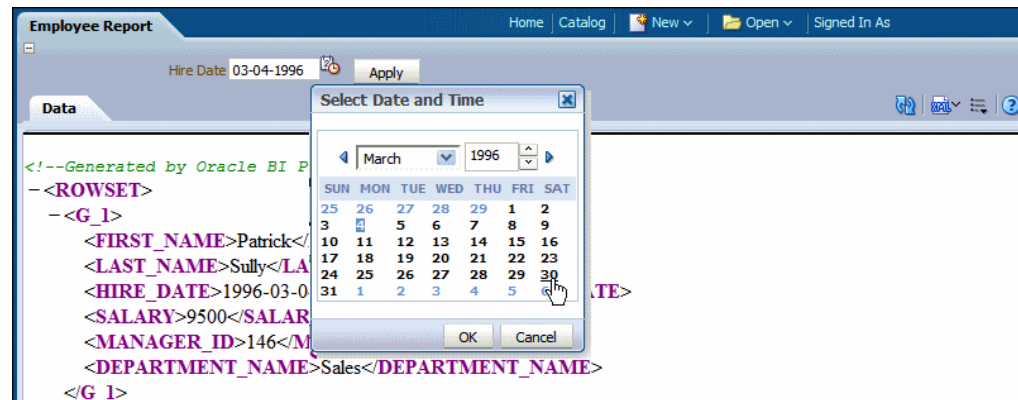 Employee Report
Home Catalog New Open Signed In As
Hire Date 03-04-1996 Apply
Data
XML
Select Date and Time
March 1996
SUN MON TUE WED THU FRI SAT
25 26 27 28 29 1 2
3 4 5 6 7 8 9
10 11 12 13 14 15 16
17 18 19 20 21 22 23
24 25 26 27 28 29 30
31 1 2 3 4 5 6
OK Cancel
<!--Generated by Oracle BI P
−<ROWSET>
−<G_1>
<FIRST_NAME>Patrick</
<LAST_NAME>Sully</LA
<HIRE_DATE>1996-03-0 ATE>
<SALARY>9500</SALAR
<MANAGER_ID>146</M
<DEPARTMENT_NAME>Sales</DEPARTMENT_NAME>
</G_1>